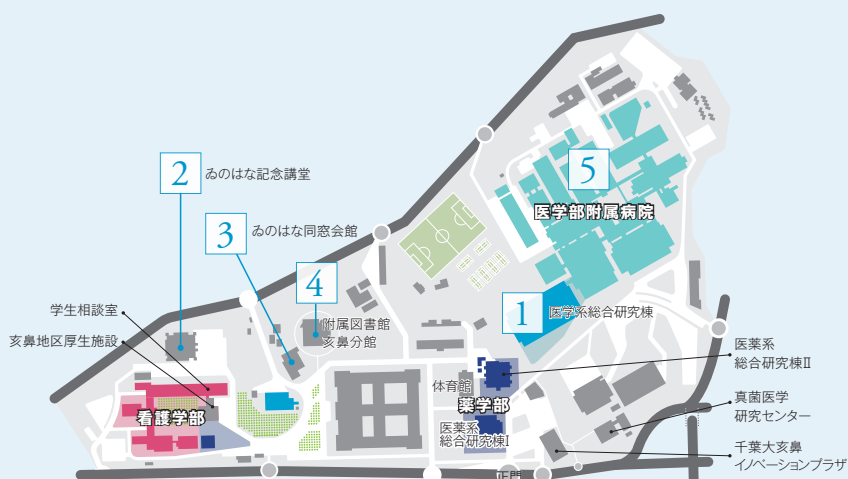 5
医学部附属病院
2
ゐのはな記念講堂
3
ゐのはな同窓会館
4
附属図書館
亥鼻分館
1
医学系総合研究棟
学生相談室
亥鼻地区厚生施設
看護学部
体育館
薬学部
医薬系
総合研究棟Ⅰ
医薬系
総合研究棟Ⅱ
真菌医学
研究センター
千葉大亥鼻
イノベーションプラザ
正門